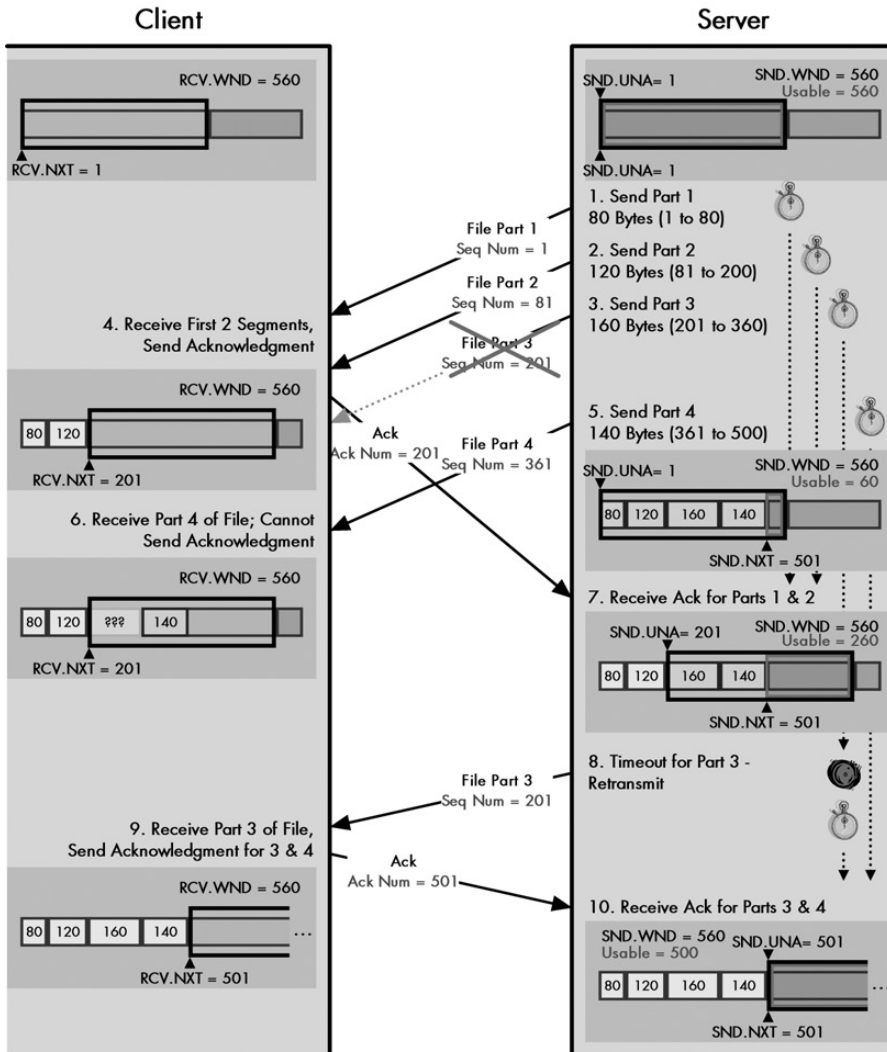 Client
Server
RCV.WND = 560
RCV.NXT = 1
SND.UNA= 1
SND.WND = 560
Usable = 560
SND.UNA= 1
1. Send Part 1
80 Bytes (1 to 80)
File Part 1
Seq Num = 1
2. Send Part 2
120 Bytes (81 to 200)
File Part 2
Seq Num = 81
3. Send Part 3
160 Bytes (201 to 360)
File Part 3
Seq Num = 201
4. Receive First 2 Segments,
Send Acknowledgment
RCV.WND = 560
80 120
RCV.NXT = 201
Ack
Ack Num = 201
5. Send Part 4
140 Bytes (361 to 500)
File Part 4
Seq Num = 361
SND.UNA= 1
SND.WND = 560
Usable = 60
80 120 160 140
SND.NXT = 501
6. Receive Part 4 of File; Cannot
Send Acknowledgment
RCV.WND = 560
80 120 ??? 140
RCV.NXT = 201
7. Receive Ack for Parts 1 & 2
SND.UNA= 201
SND.WND = 560
Usable = 260
80 120 160 140
SND.NXT = 501
8. Timeout for Part 3 -
Retransmit
File Part 3
Seq Num = 201
9. Receive Part 3 of File,
Send Acknowledgment for 3 & 4
RCV.WND = 560
80 120 160 140 ...
RCV.NXT = 501
Ack
Ack Num = 501
10. Receive Ack for Parts 3 & 4
SND.WND = 560
Usable = 500
SND.UNA= 501
80 120 160 140 ...
SND.NXT = 501